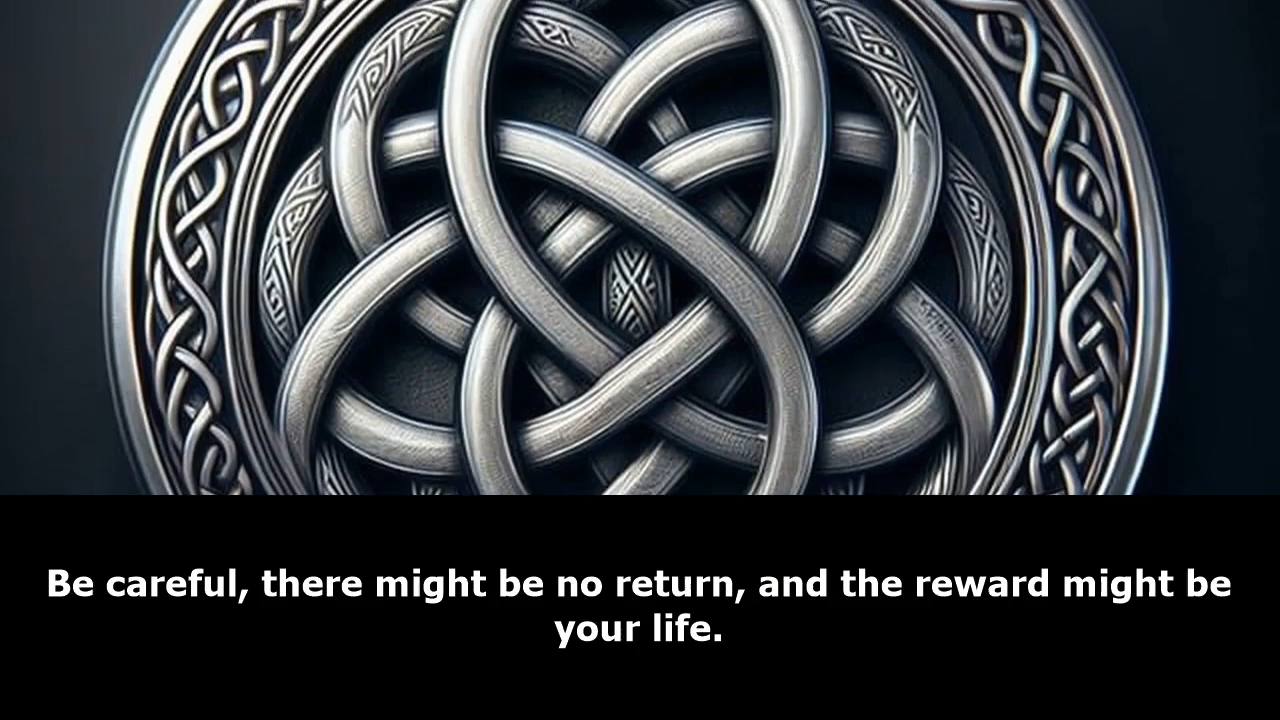 Be careful, there might be no return, and the reward might be
your life.